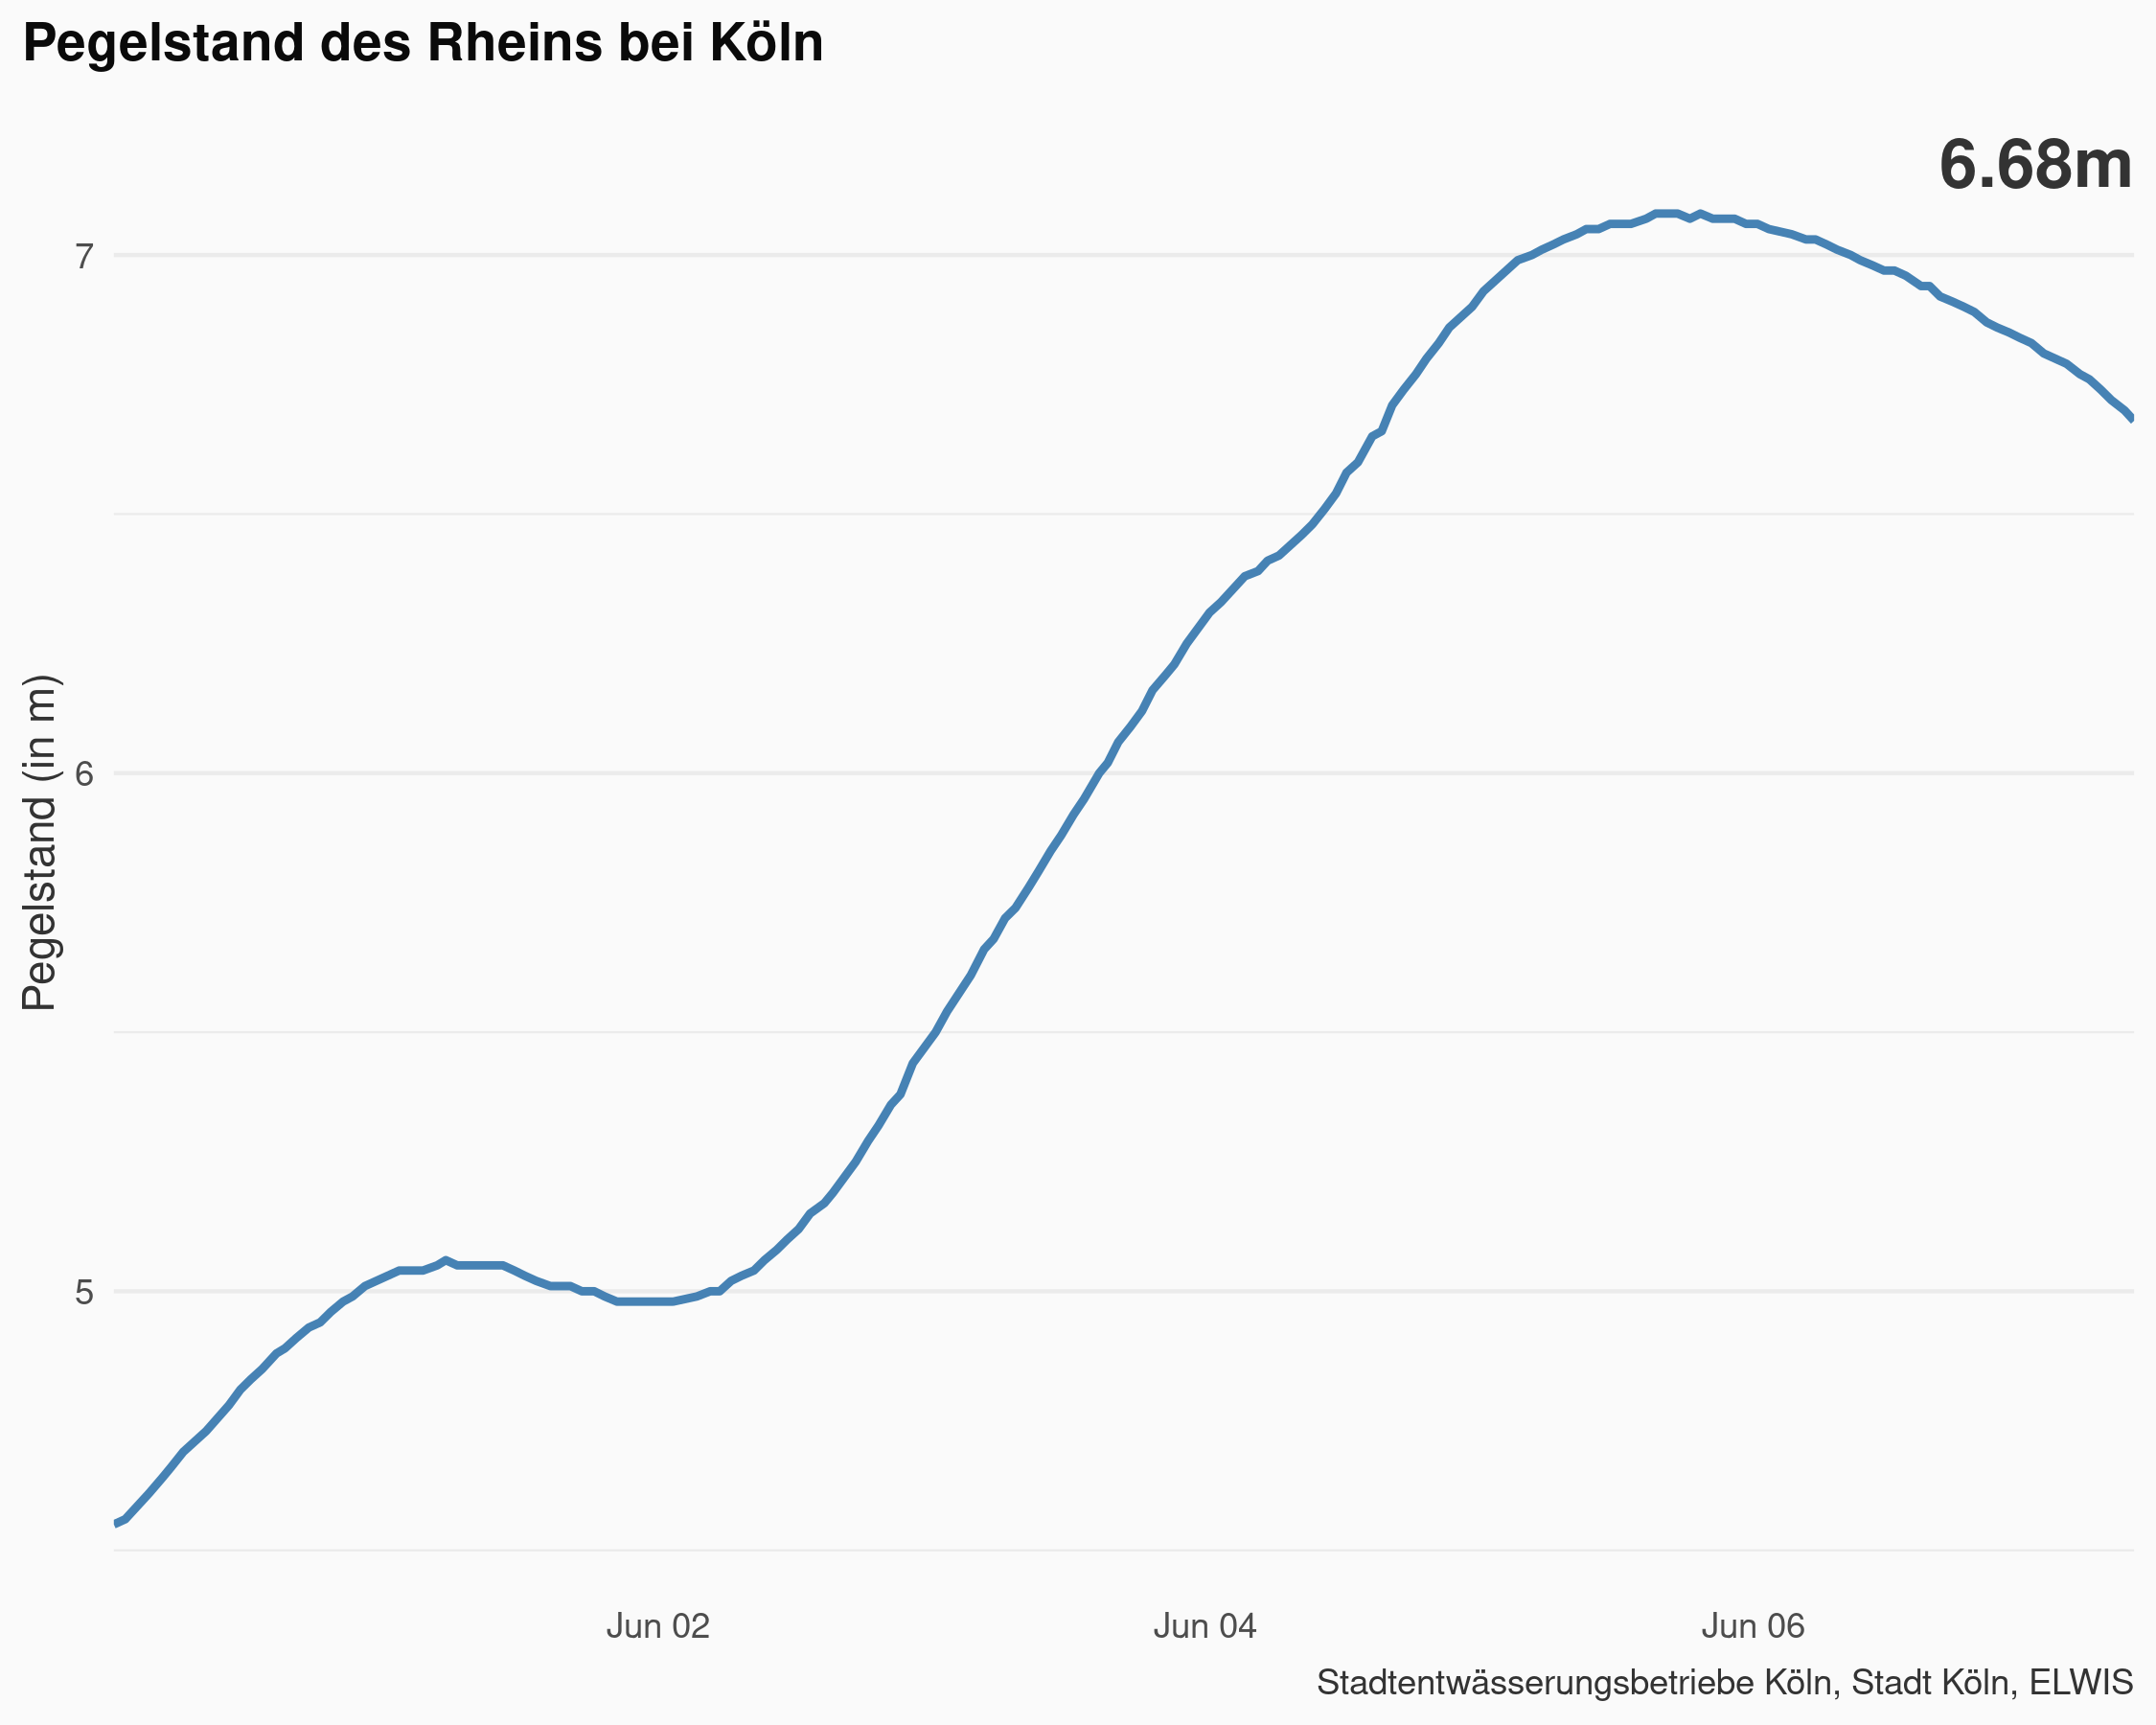 Pegelstand des Rheins bei Köln
6.68m
7
6
5
Pegelstand (in m)
Jun 02
Jun 04
Jun 06
Stadtentwässerungsbetriebe Köln, Stadt Köln, ELWIS